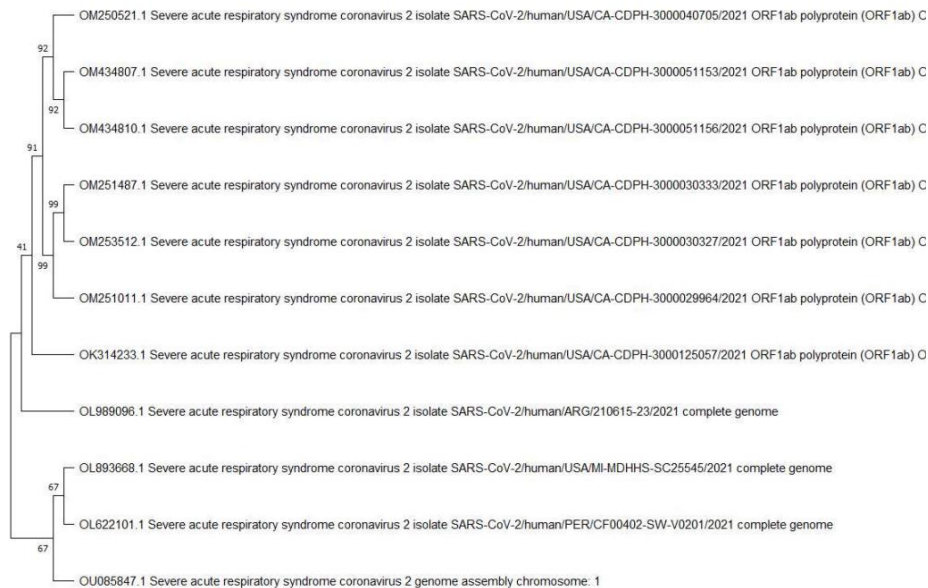 OM250521.1 Severe acute respiratory syndrome coronavirus 2 isolate SARS-CoV-2/human/USA/CA-CDPH-3000040705/2021 ORF1ab polyprotein (ORF1ab) O
92
OM434807.1 Severe acute respiratory syndrome coronavirus 2 isolate SARS-CoV-2/human/USA/CA-CDPH-3000051153/2021 ORF1ab polyprotein (ORF1ab) O
92
OM434810.1 Severe acute respiratory syndrome coronavirus 2 isolate SARS-CoV-2/human/USA/CA-CDPH-3000051156/2021 ORF1ab polyprotein (ORF1ab) O
91
OM251487.1 Severe acute respiratory syndrome coronavirus 2 isolate SARS-CoV-2/human/USA/CA-CDPH-3000030333/2021 ORF1ab polyprotein (ORF1ab) O
99
OM253512.1 Severe acute respiratory syndrome coronavirus 2 isolate SARS-CoV-2/human/USA/CA-CDPH-3000030327/2021 ORF1ab polyprotein (ORF1ab) O
41
99
OM251011.1 Severe acute respiratory syndrome coronavirus 2 isolate SARS-CoV-2/human/USA/CA-CDPH-3000029964/2021 ORF1ab polyprotein (ORF1ab) O
OK314233.1 Severe acute respiratory syndrome coronavirus 2 isolate SARS-CoV-2/human/USA/CA-CDPH-3000125057/2021 ORF1ab polyprotein (ORF1ab) O
OL989096.1 Severe acute respiratory syndrome coronavirus 2 isolate SARS-CoV-2/human/ARG/210615-23/2021 complete genome
OL893668.1 Severe acute respiratory syndrome coronavirus 2 isolate SARS-CoV-2/human/USA/MI-MDHHS-SC25545/2021 complete genome
67
OL622101.1 Severe acute respiratory syndrome coronavirus 2 isolate SARS-CoV-2/human/PER/CF00402-SW-V0201/2021 complete genome
67
OU085847.1 Severe acute respiratory syndrome coronavirus 2 genome assembly chromosome: 1